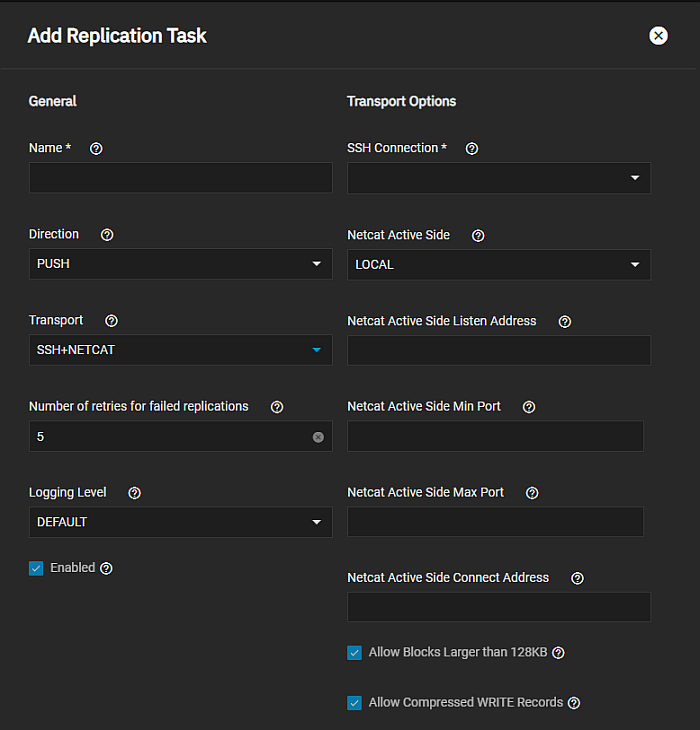 Add Replication Task
General
Name *
Direction
PUSH
Transport
SSH+NETCAT
Number of retries for failed replications
5
Logging Level
DEFAULT
Enabled
Transport Options
SSH Connection *
Netcat Active Side
LOCAL
Netcat Active Side Listen Address
Netcat Active Side Min Port
Netcat Active Side Max Port
Netcat Active Side Connect Address
Allow Blocks Larger than 128KB
Allow Compressed WRITE Records